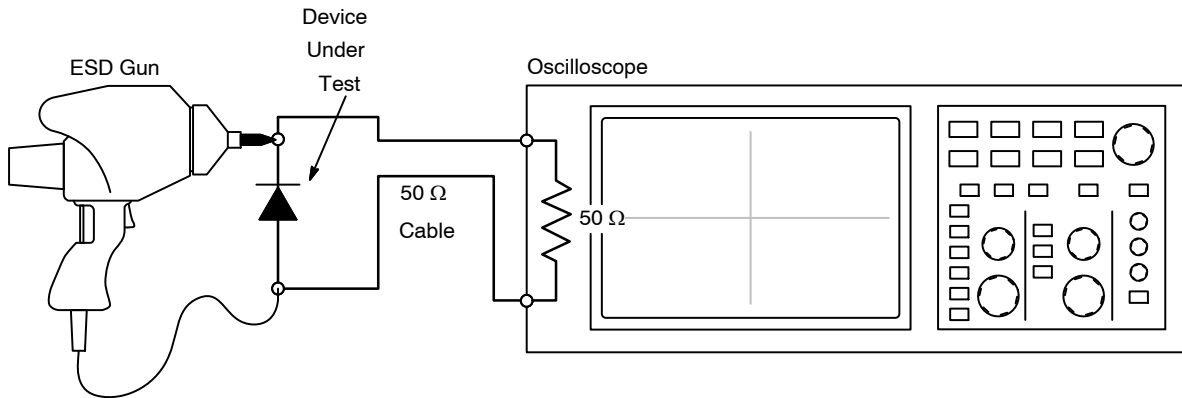 Device
Under
Test
ESD Gun
Oscilloscope
50 Ω
Cable
50 Ω